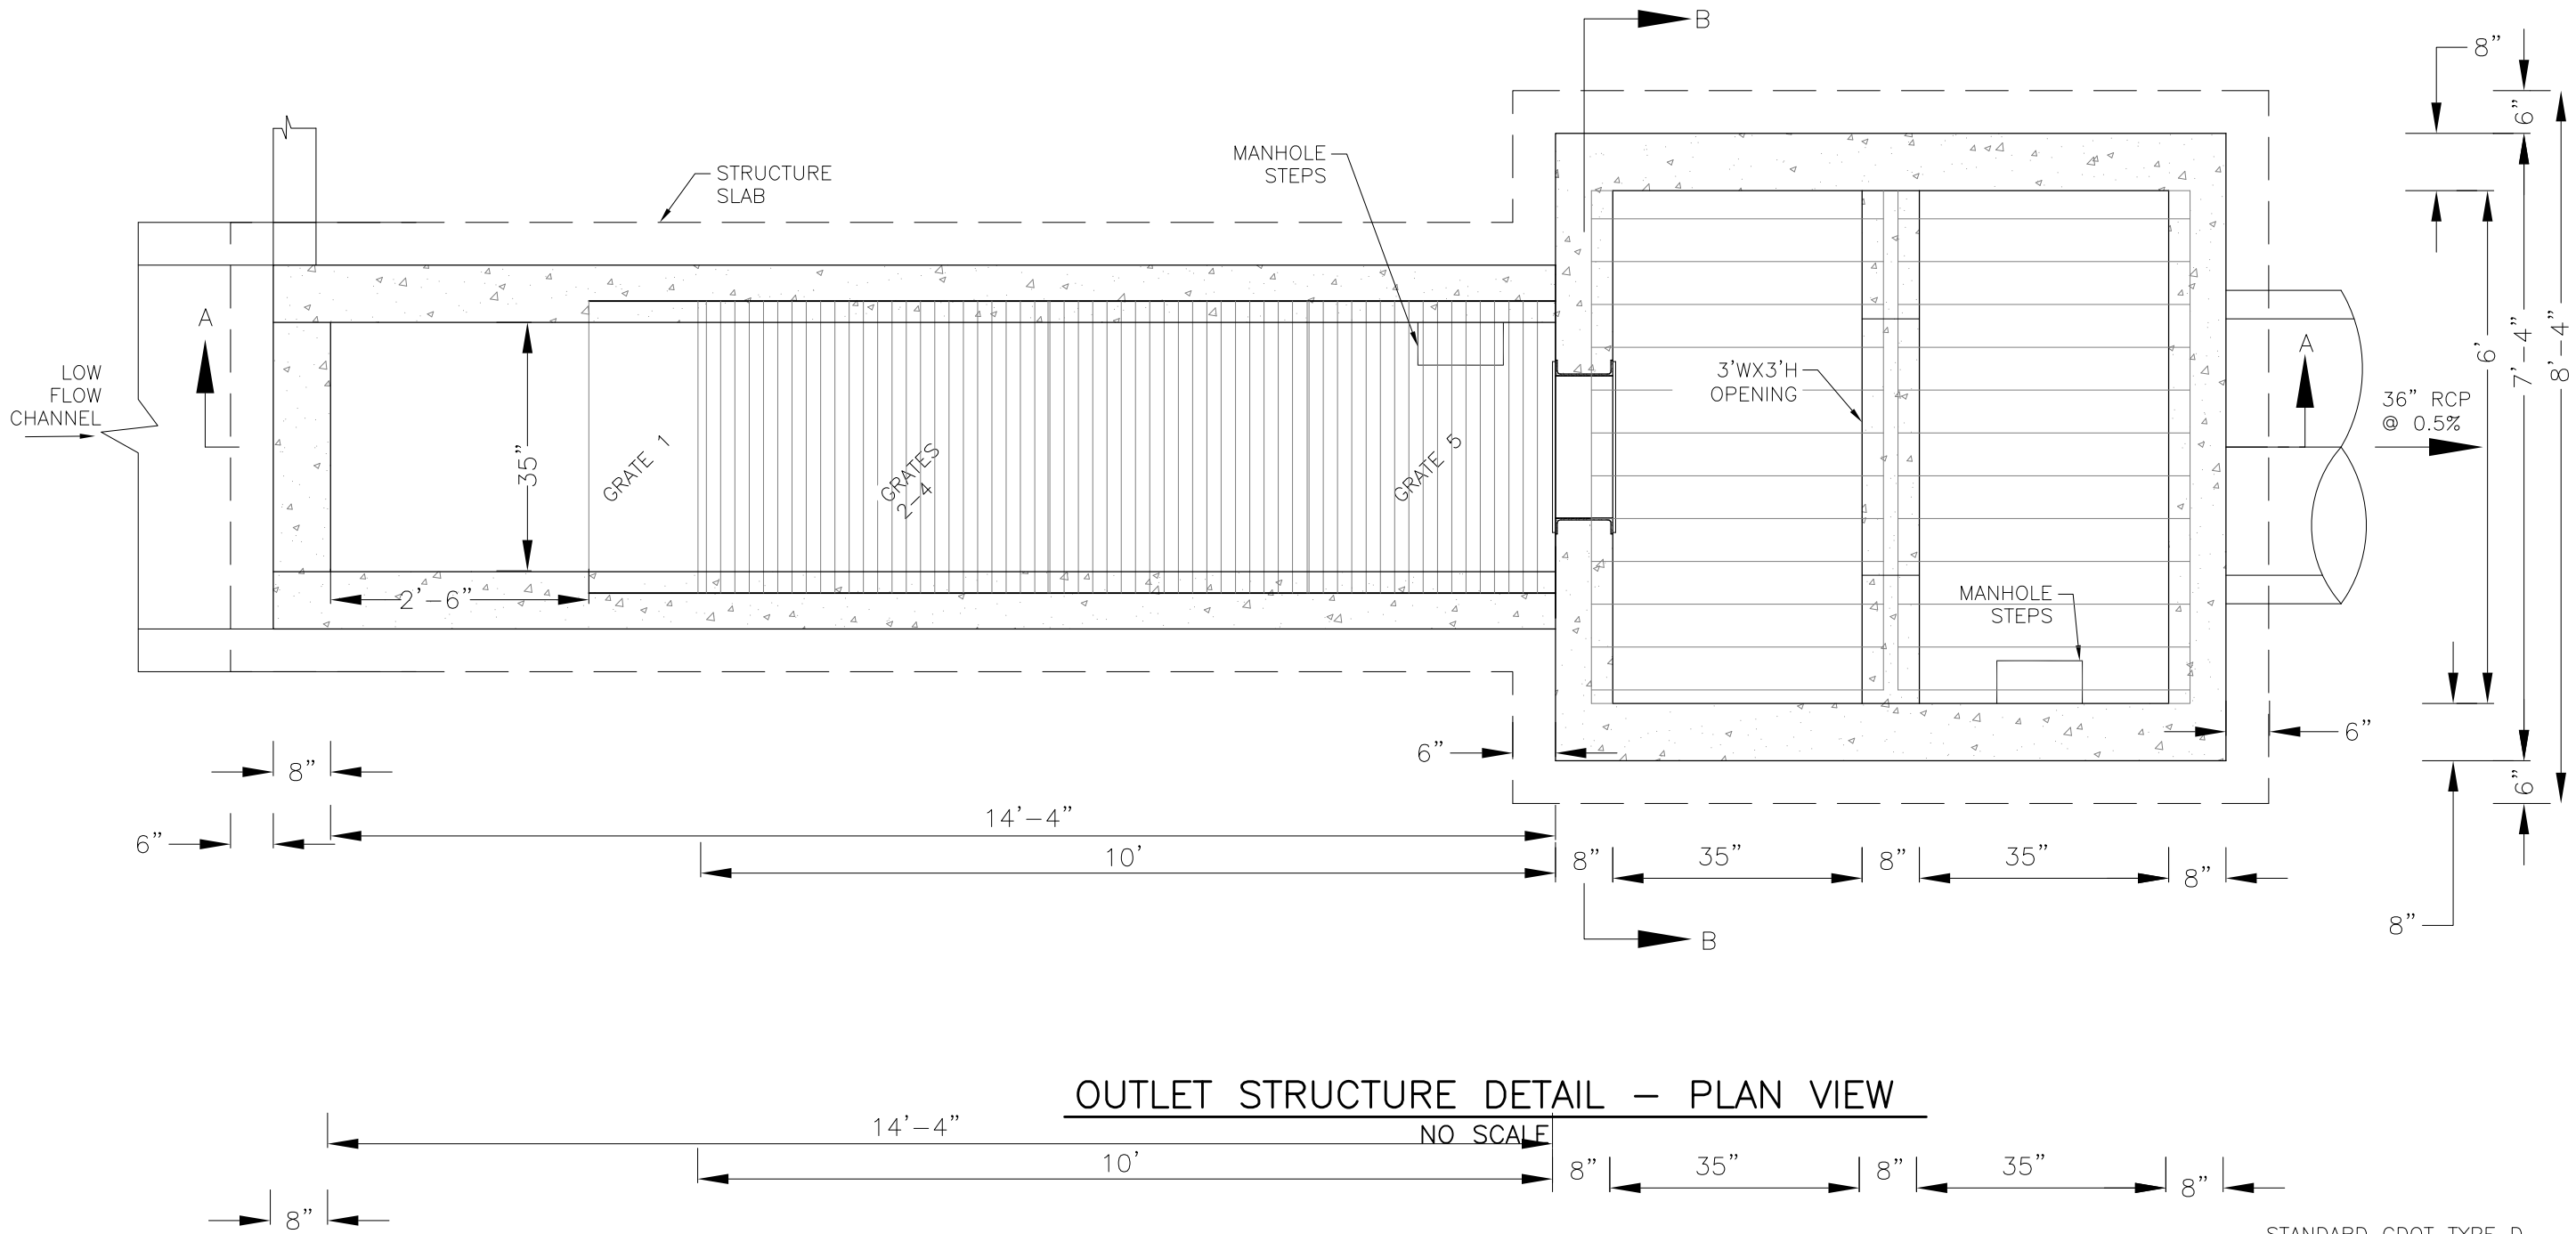 B
8”
6”
MANHOLE
STEPS
STRUCTURE
SLAB
A
LOW
FLOW
CHANNEL
35”
GRATE 1
GRATES
2–4
GRATE 5
3'WX3'H
OPENING
A
36” RCP
@ 0.5%
6'
7'–4”
8'–4”
2'–6”
MANHOLE
STEPS
6”
6”
6”
8”
6”
14'–4”
10'
8”
35”
8”
35”
8”
8”
B
OUTLET STRUCTURE DETAIL – PLAN VIEW
NO SCALE
14'–4”
10'
8”
35”
8”
35”
8”
8”